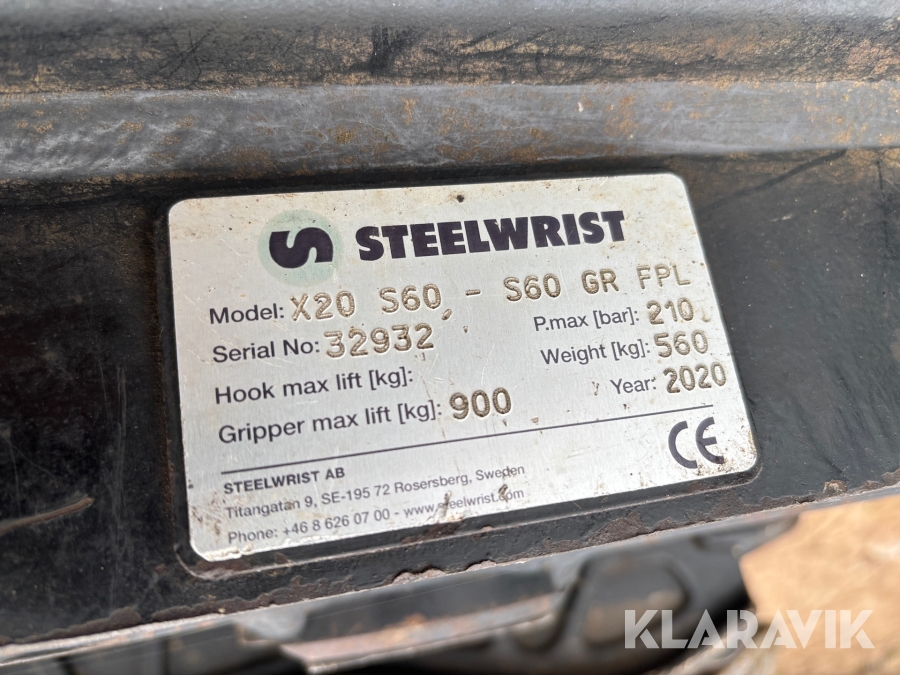 STEELWRIST
Model: X20 S60 - S60 GR FPL
Serial No: 32932 P.max [bar]: 210
Hook max lift [kg]: Weight [kg]: 560
Gripper max lift [kg]: 900 Year: 2020
CE
STEELWRIST AB
Titangatan 9, SE-195 72 Rosersberg, Sweden
Phone: +46 8 626 07 00 - www.steelwrist.com
KLARAVIK